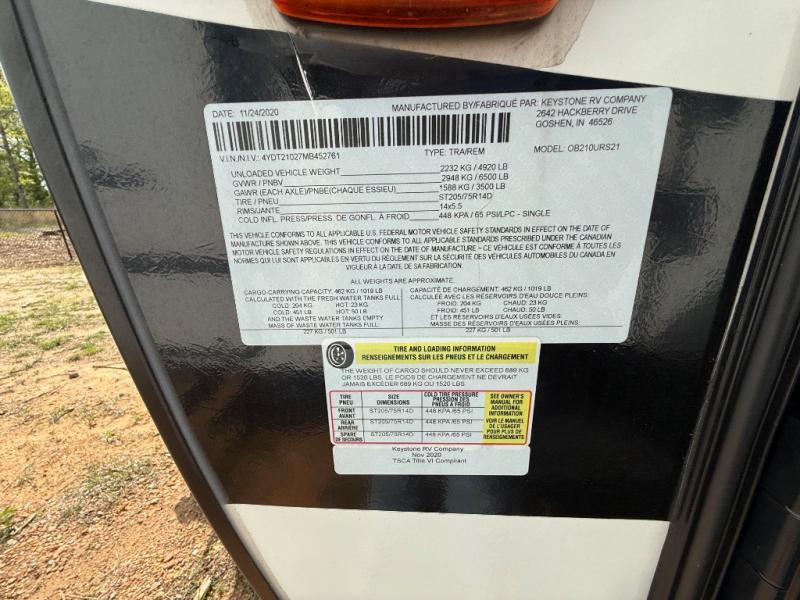 DATE: 11/24/2020
MANUFACTURED BY/FABRIQUÉ PAR: KEYSTONE RV COMPANY
2642 HACKBERRY DRIVE
GOSHEN, IN 46526
V.I.N./N.I.V.: 4YDT21027MB452761
TYPE: TRA/REM
MODEL: OB210URS21
UNLOADED VEHICLE WEIGHT 2232 KG / 4920 LB
GVWR / PNBV 2948 KG / 6500 LB
GAWR (EACH AXLE)/PNBE(CHAQUE ESSIEU) 1588 KG / 3500 LB
TIRE / PNEU ST205/75R14D
RIMS/JANTE 14x5.5
COLD INFL. PRESS/PRESS. DE GONFL. À FROID 448 KPA / 65 PSI/LPC - SINGLE
THIS VEHICLE CONFORMS TO ALL APPLICABLE U.S. FEDERAL MOTOR VEHICLE SAFETY STANDARDS IN EFFECT ON THE DATE OF
MANUFACTURE SHOWN ABOVE. THIS VEHICLE CONFORMS TO ALL APPLICABLE STANDARDS PRESCRIBED UNDER THE CANADIAN
MOTOR VEHICLE SAFETY REGULATIONS IN EFFECT ON THE DATE OF MANUFACTURE – CE VÉHICULE EST CONFORME À TOUTES LES
NORMES QUI LUI SONT APPLICABLES EN VERTU DU RÈGLEMENT SUR LA SÉCURITÉ DES VÉHICULES AUTOMOBILES DU CANADA EN
VIGUEUR À LA DATE DE SA FABRICATION.
ALL WEIGHTS ARE APPROXIMATE.
CARGO-CARRYING CAPACITY: 462 KG / 1019 LB
CALCULATED WITH THE FRESH WATER TANKS FULL:
COLD: 204 KG HOT: 23 KG
COLD: 451 LB HOT: 50 LB
AND THE WASTE WATER TANKS EMPTY
MASS OF WASTE WATER TANKS FULL:
227 KG / 501 LB
CAPACITÉ DE CHARGEMENT: 462 KG / 1019 LB
CALCULÉE AVEC LES RÉSERVOIRS D'EAU DOUCE PLEINS:
FROID: 204 KG CHAUD: 23 KG
FROID: 451 LB CHAUD: 50 LB
ET LES RÉSERVOIRS D'EAUX USÉES VIDES
MASSE DES RÉSERVOIRS D'EAUX USÉES PLEINS:
227 KG / 501 LB
TIRE AND LOADING INFORMATION
RENSEIGNEMENTS SUR LES PNEUS ET LE CHARGEMENT
THE WEIGHT OF CARGO SHOULD NEVER EXCEED 689 KG
OR 1520 LBS. LE POIDS DE CHARGEMENT NE DEVRAIT
JAMAIS EXCÉDER 689 KG OU 1520 LBS.
TIRE
PNEU
SIZE
DIMENSIONS
COLD TIRE PRESSURE
PRESSION DES
PNEUS A FROID
FRONT
AVANT
ST205/75R14D
448 KPA /65 PSI
REAR
ARRIÈRE
ST205/75R14D
448 KPA /65 PSI
SPARE
DE SECOURS
ST205/75R14D
448 KPA /65 PSI
SEE OWNER'S
MANUAL FOR
ADDITIONAL
INFORMATION
VOIR LE MANUEL
DE L'USAGER
POUR PLUS DE
RENSEIGNEMENTS
Keystone RV Company
Nov 2020
TSCA Title VI Compliant